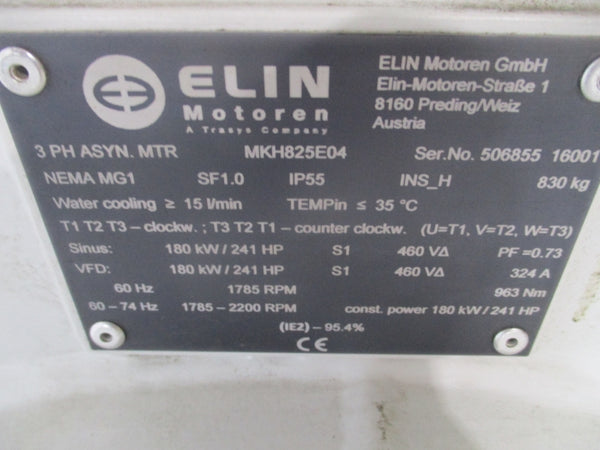 ELIN
Motoren
A Trasys Company
ELIN Motoren GmbH
Elin-Motoren-Straße 1
8160 Preding/Weiz
Austria
3 PH ASYN. MTR MKH825E04 Ser.No. 506855 16001
NEMA MG1 SF1.0 IP55 INS_H 830 kg
Water cooling ≥ 15 l/min TEMPin ≤ 35 °C
T1 T2 T3 – clockw. ; T3 T2 T1 – counter clockw. (U=T1, V=T2, W=T3)
Sinus: 180 kW / 241 HP S1 460 VΔ PF =0.73
VFD: 180 kW / 241 HP S1 460 VΔ 324 A
60 Hz 1785 RPM 963 Nm
60 – 74 Hz 1785 – 2200 RPM const. power 180 kW / 241 HP
(IE2) – 95.4%
CE